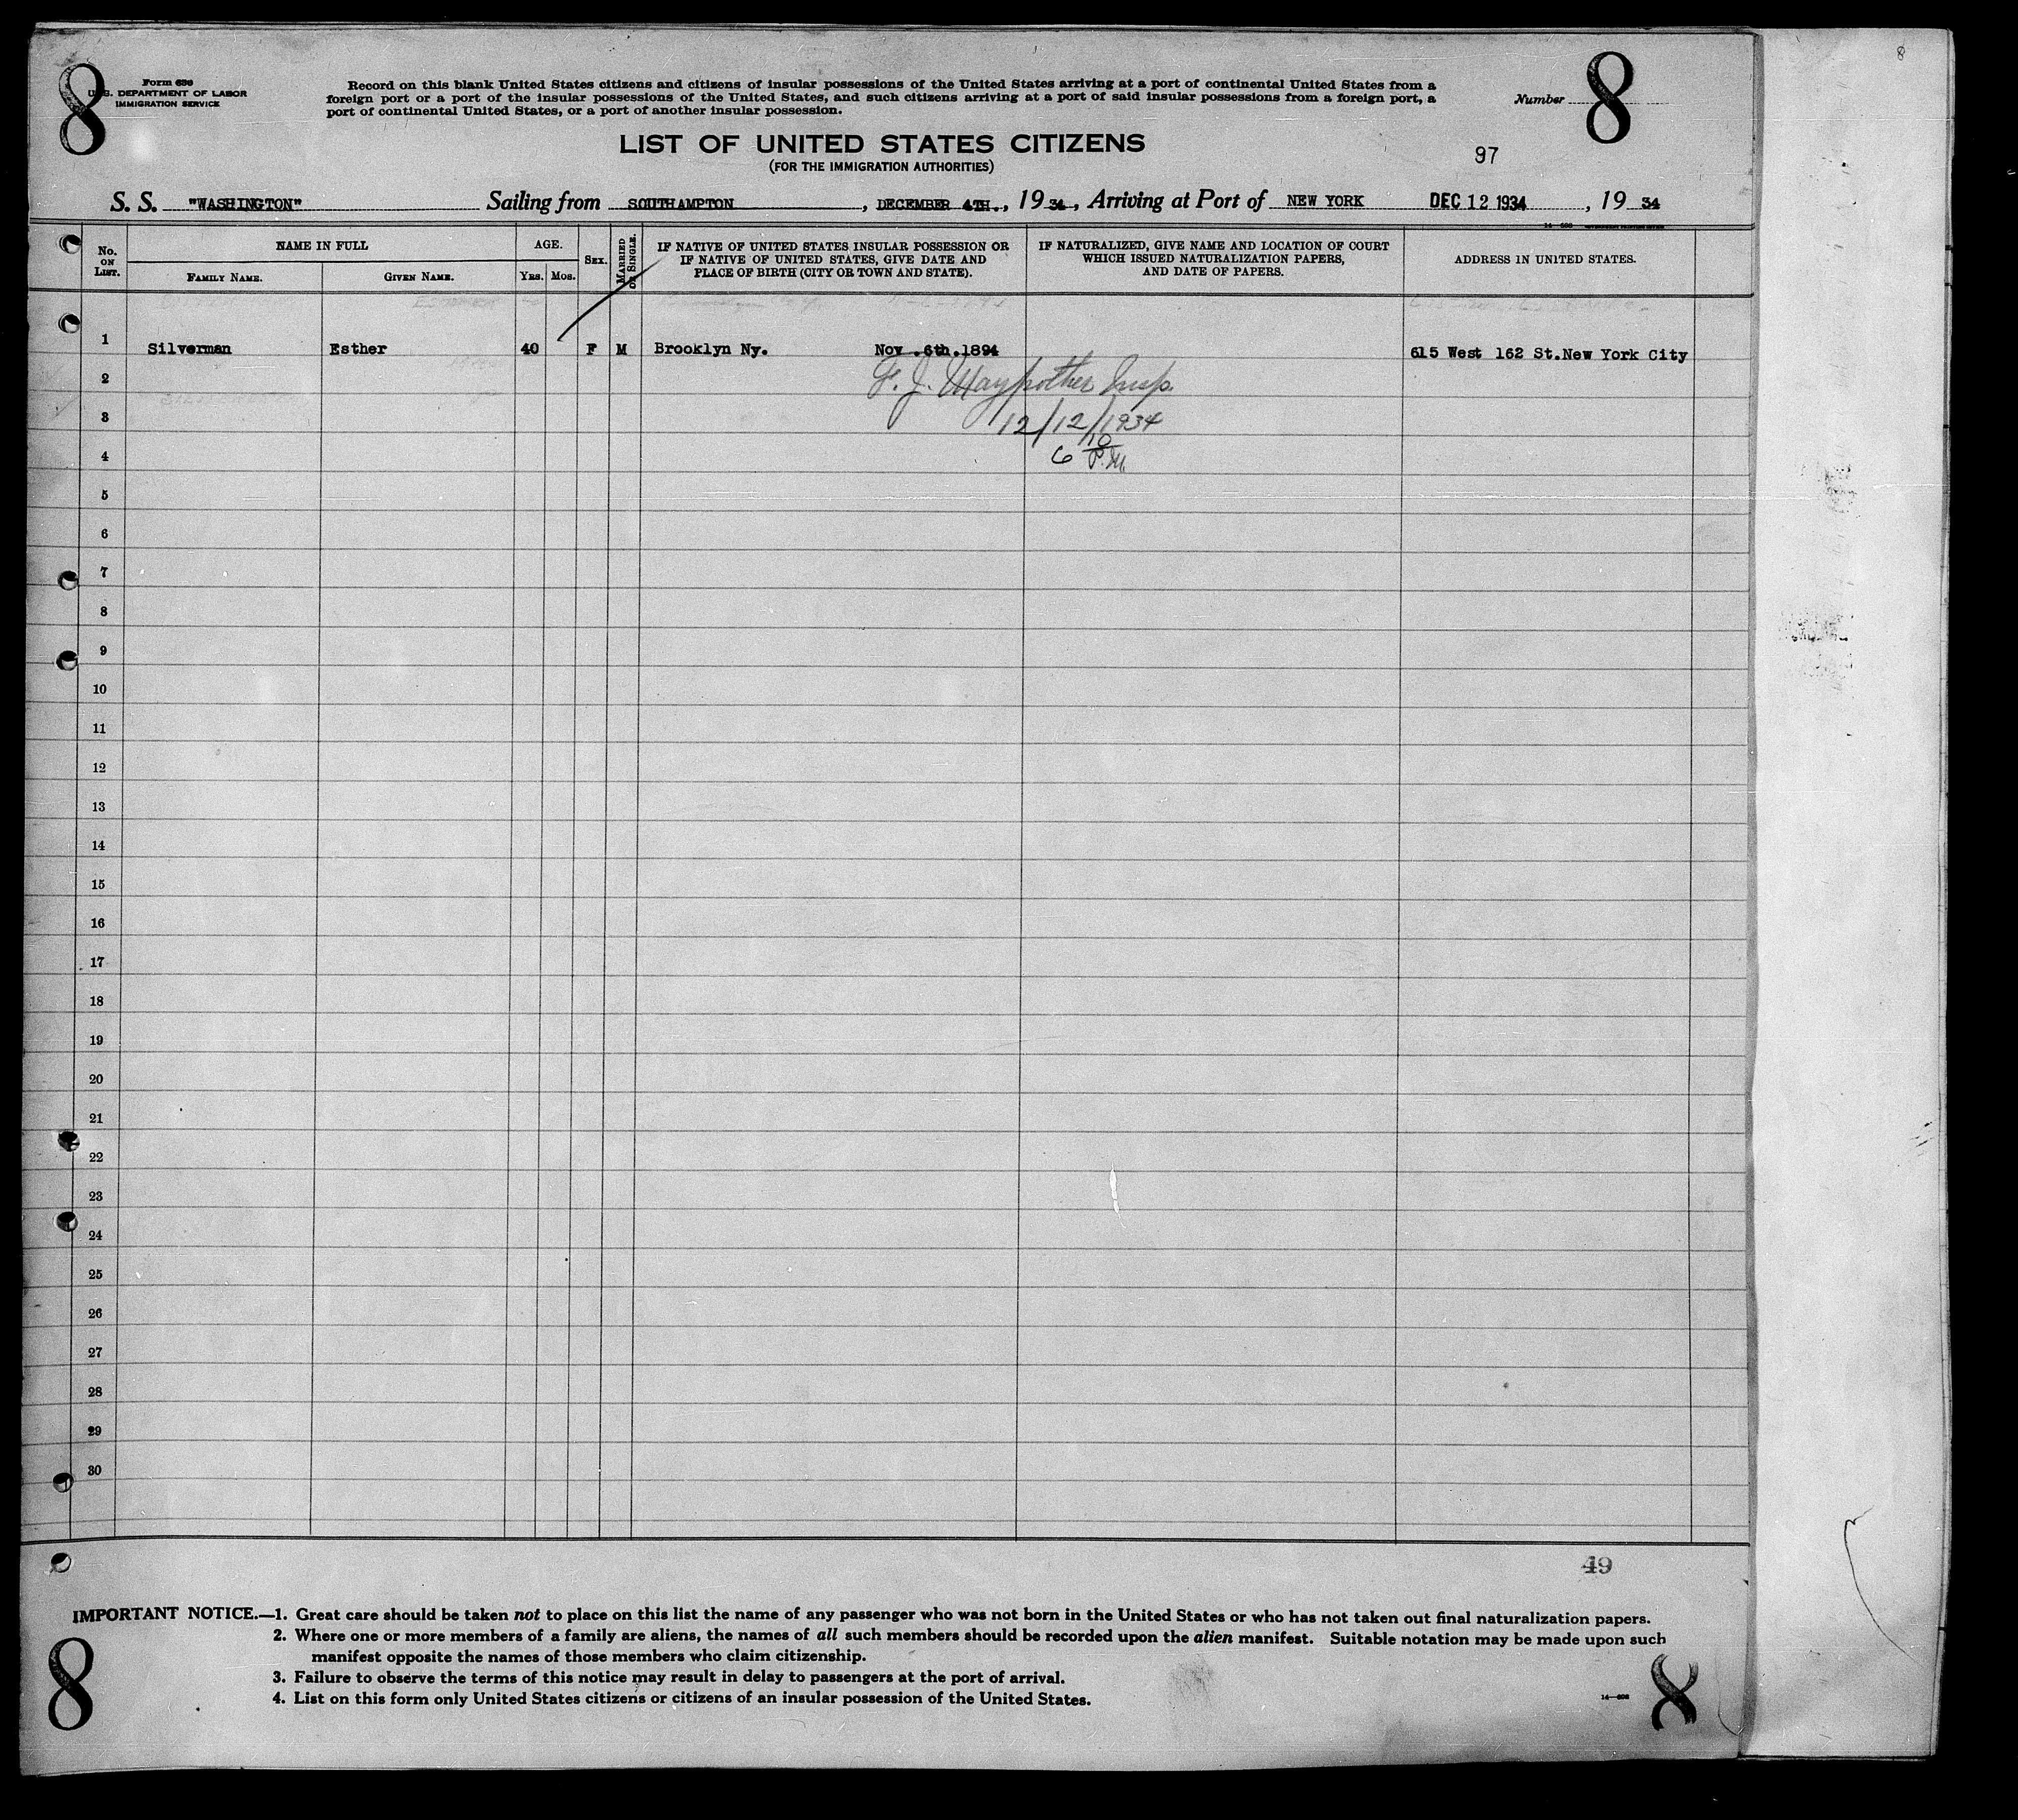 8
8
8
Form 630
U.S. DEPARTMENT OF LABOR
IMMIGRATION SERVICE
Record on this blank United States citizens and citizens of insular possessions of the United States arriving at a port of continental United States from a
foreign port or a port of the insular possessions of the United States, and such citizens arriving at a port of said insular possessions from a foreign port, a
port of continental United States, or a port of another insular possession.
Number
LIST OF UNITED STATES CITIZENS
(FOR THE IMMIGRATION AUTHORITIES)
97
S. S. "WASHINGTON" Sailing from SOUTHAMPTON, DECEMBER 4TH., 19 34, Arriving at Port of NEW YORK DEC 12 1934, 19 34
No. ON LIST.
NAME IN FULL
FAMILY NAME.
GIVEN NAME.
AGE.
YRS.
MOS.
SEX.
MARRIED OR SINGLE.
IF NATIVE OF UNITED STATES INSULAR POSSESSION OR
IF NATIVE OF UNITED STATES, GIVE DATE AND
PLACE OF BIRTH (CITY OR TOWN AND STATE).
IF NATURALIZED, GIVE NAME AND LOCATION OF COURT
WHICH ISSUED NATURALIZATION PAPERS,
AND DATE OF PAPERS.
ADDRESS IN UNITED STATES.
1 Silverman Esther 40 F M Brooklyn Ny. Nov .6th.1894 615 West 162 St.New York City
F. J. Maypother Insp.
2
12/12/1934
3
6 10 P.M.
4
5
6
7
8
9
10
11
12
13
14
15
16
17
18
19
20
21
22
23
24
25
26
27
28
29
30
49
IMPORTANT NOTICE.—1. Great care should be taken not to place on this list the name of any passenger who was not born in the United States or who has not taken out final naturalization papers.
2. Where one or more members of a family are aliens, the names of all such members should be recorded upon the alien manifest. Suitable notation may be made upon such
manifest opposite the names of those members who claim citizenship.
3. Failure to observe the terms of this notice may result in delay to passengers at the port of arrival.
4. List on this form only United States citizens or citizens of an insular possession of the United States.
8
8